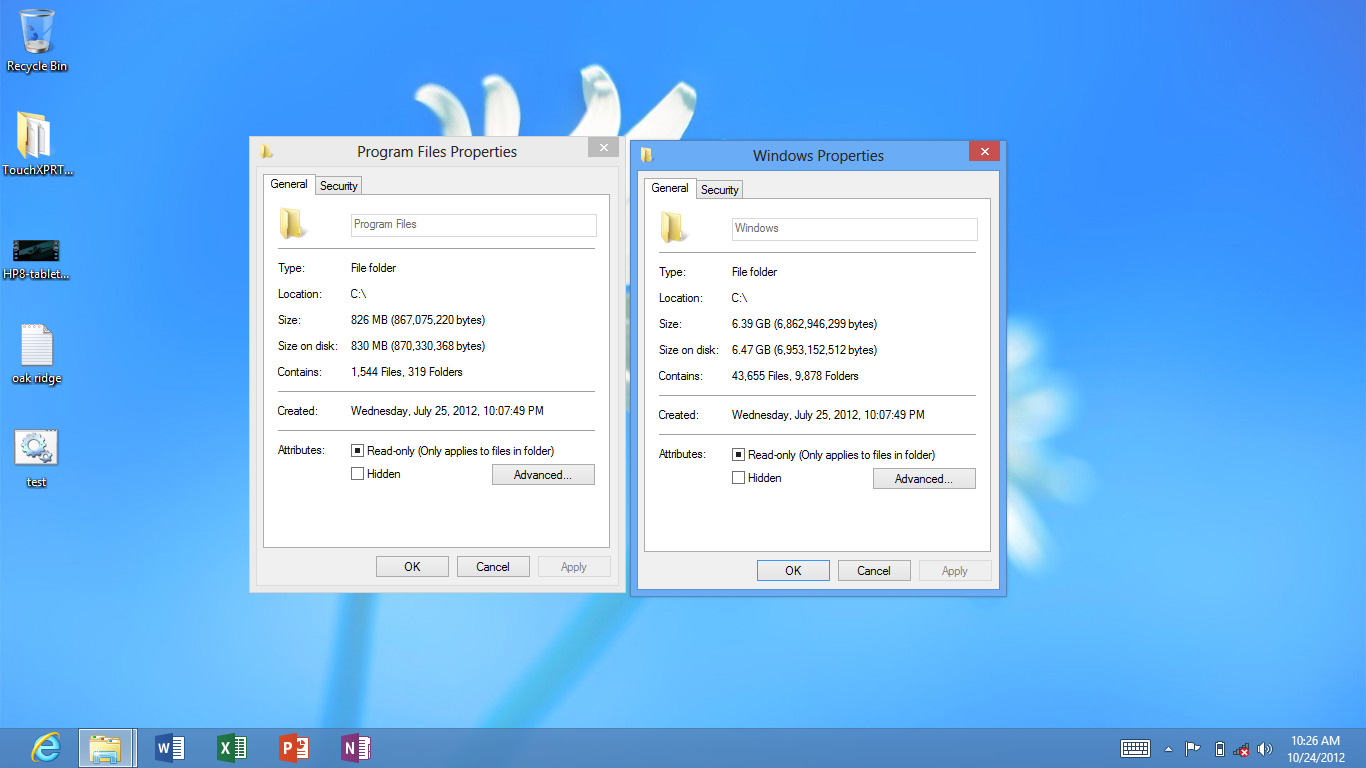 Recycle Bin
TouchXPRT...
HP8-tablet...
oak ridge
test
Program Files Properties
General
Security
Program Files
Type: File folder
Location: C:\
Size: 826 MB (867,075,220 bytes)
Size on disk: 830 MB (870,330,368 bytes)
Contains: 1,544 Files, 319 Folders
Created: Wednesday, July 25, 2012, 10:07:49 PM
Attributes: Read-only (Only applies to files in folder)
Hidden
Advanced...
OK
Cancel
Apply
Windows Properties
General
Security
Windows
Type: File folder
Location: C:\
Size: 6.39 GB (6,862,946,299 bytes)
Size on disk: 6.47 GB (6,953,152,512 bytes)
Contains: 43,655 Files, 9,878 Folders
Created: Wednesday, July 25, 2012, 10:07:49 PM
Attributes: Read-only (Only applies to files in folder)
Hidden
Advanced...
OK
Cancel
Apply
W
X
P
N
10:26 AM
10/24/2012